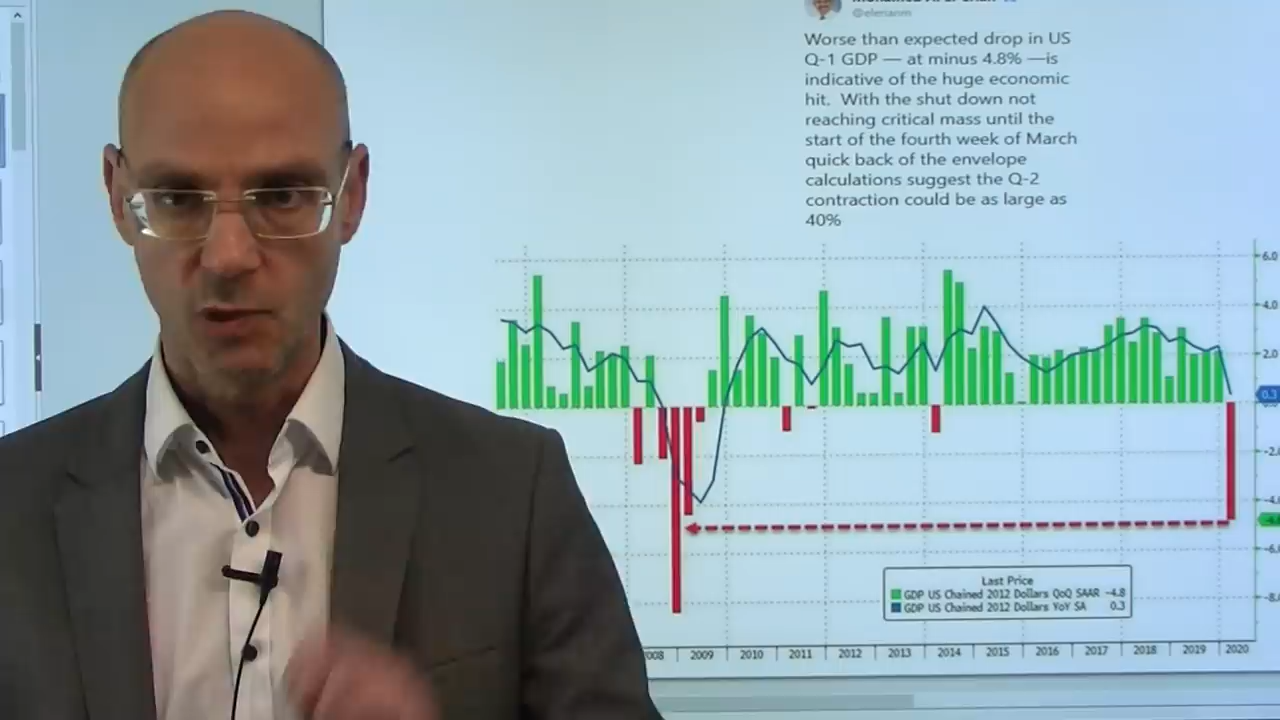 @elerianm
Worse than expected drop in US
Q-1 GDP — at minus 4.8% —is
indicative of the huge economic
hit. With the shut down not
reaching critical mass until the
start of the fourth week of March
quick back of the envelope
calculations suggest the Q-2
contraction could be as large as
40%
6.0
4.0
2.0
0.3
-2.
-4.
-6.
-8.
Last Price
GDP US Chained 2012 Dollars QoQ SAAR -4.8
GDP US Chained 2012 Dollars YoY SA 0.3
008 2009 2010 2011 2012 2013 2014 2015 2016 2017 2018 2019 2020